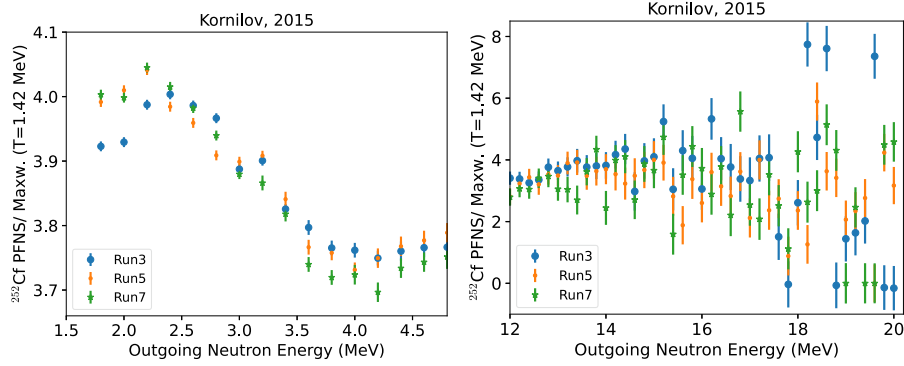 Kornilov, 2015
4.1
4.0
3.9
3.8
3.7
²⁵²Cf PFNS/ Maxw. (T=1.42 MeV)
Run3
Run5
Run7
1.5 2.0 2.5 3.0 3.5 4.0 4.5
Outgoing Neutron Energy (MeV)
Kornilov, 2015
8
6
4
2
0
²⁵²Cf PFNS/ Maxw. (T=1.42 MeV)
Run3
Run5
Run7
12 14 16 18 20
Outgoing Neutron Energy (MeV)